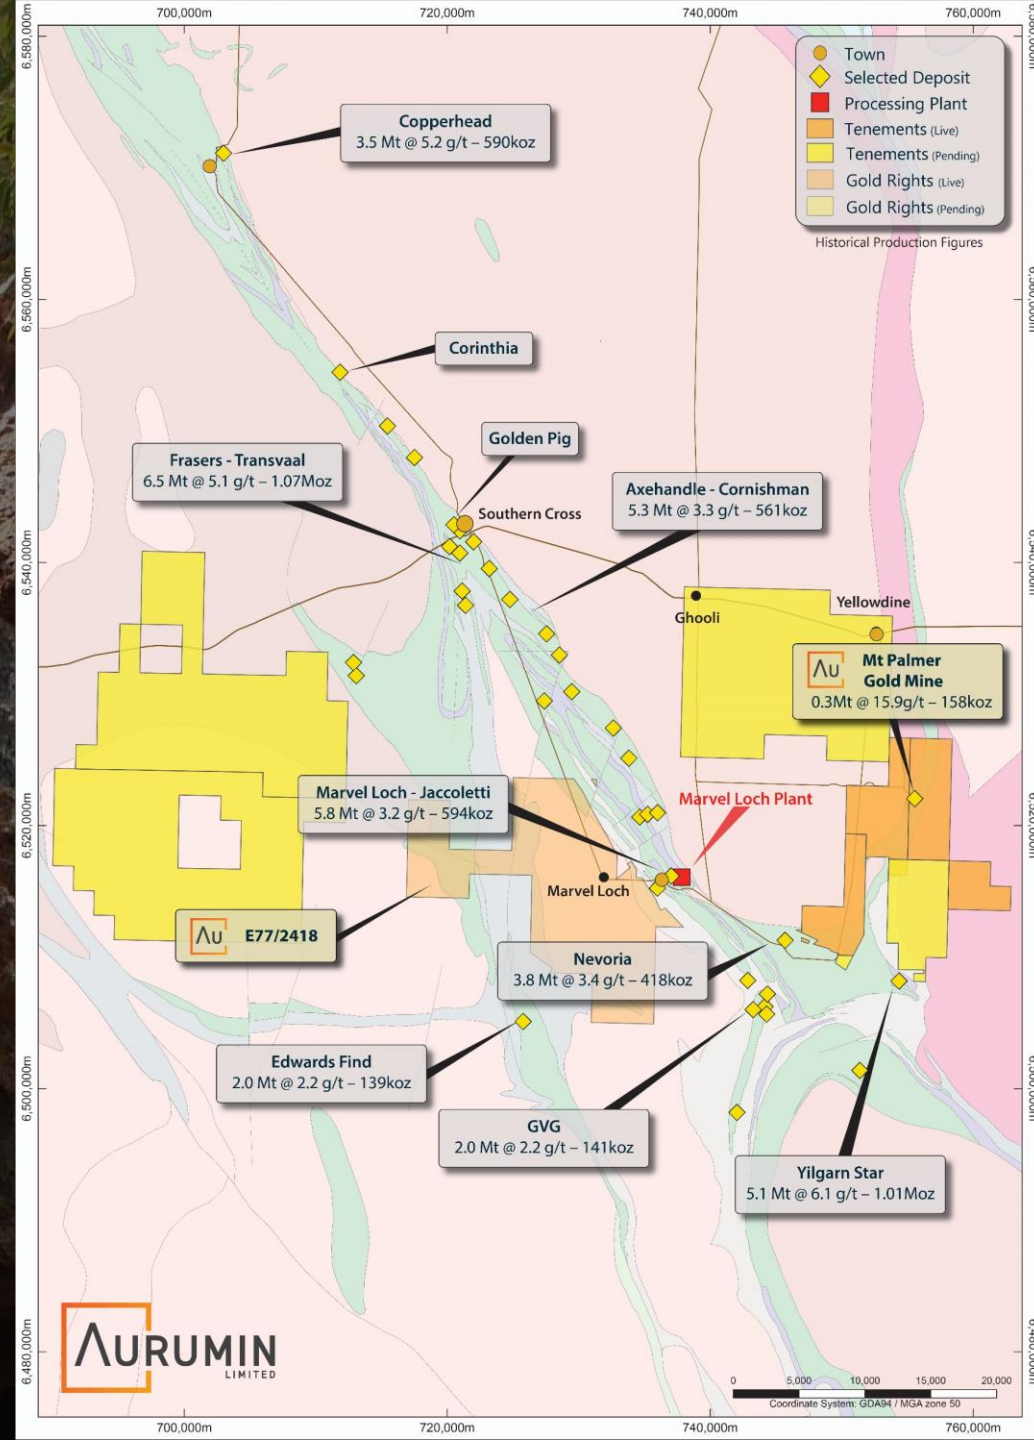 700,000m
720,000m
740,000m
760,000m
6,580,000m
6,560,000m
6,540,000m
6,520,000m
6,500,000m
6,480,000m
Town
Selected Deposit
Processing Plant
Tenements (Live)
Tenements (Pending)
Gold Rights (Live)
Gold Rights (Pending)
Historical Production Figures
Copperhead
3.5 Mt @ 5.2 g/t – 590koz
Corinthia
Golden Pig
Frasers - Transvaal
6.5 Mt @ 5.1 g/t – 1.07Moz
Southern Cross
Axehandle - Cornishman
5.3 Mt @ 3.3 g/t – 561koz
Ghooli
Yellowdine
Au
Mt Palmer
Gold Mine
0.3Mt @ 15.9g/t – 158koz
Marvel Loch - Jaccoletti
5.8 Mt @ 3.2 g/t – 594koz
Marvel Loch Plant
Marvel Loch
Au
E77/2418
Nevoria
3.8 Mt @ 3.4 g/t – 418koz
Edwards Find
2.0 Mt @ 2.2 g/t – 139koz
GVG
2.0 Mt @ 2.2 g/t – 141koz
Yilgarn Star
5.1 Mt @ 6.1 g/t – 1.01Moz
AURUMIN
LIMITED
0
5,000
10,000
15,000
20,000
Coordinate System: GDA94 / MGA zone 50
700,000m
720,000m
740,000m
760,000m